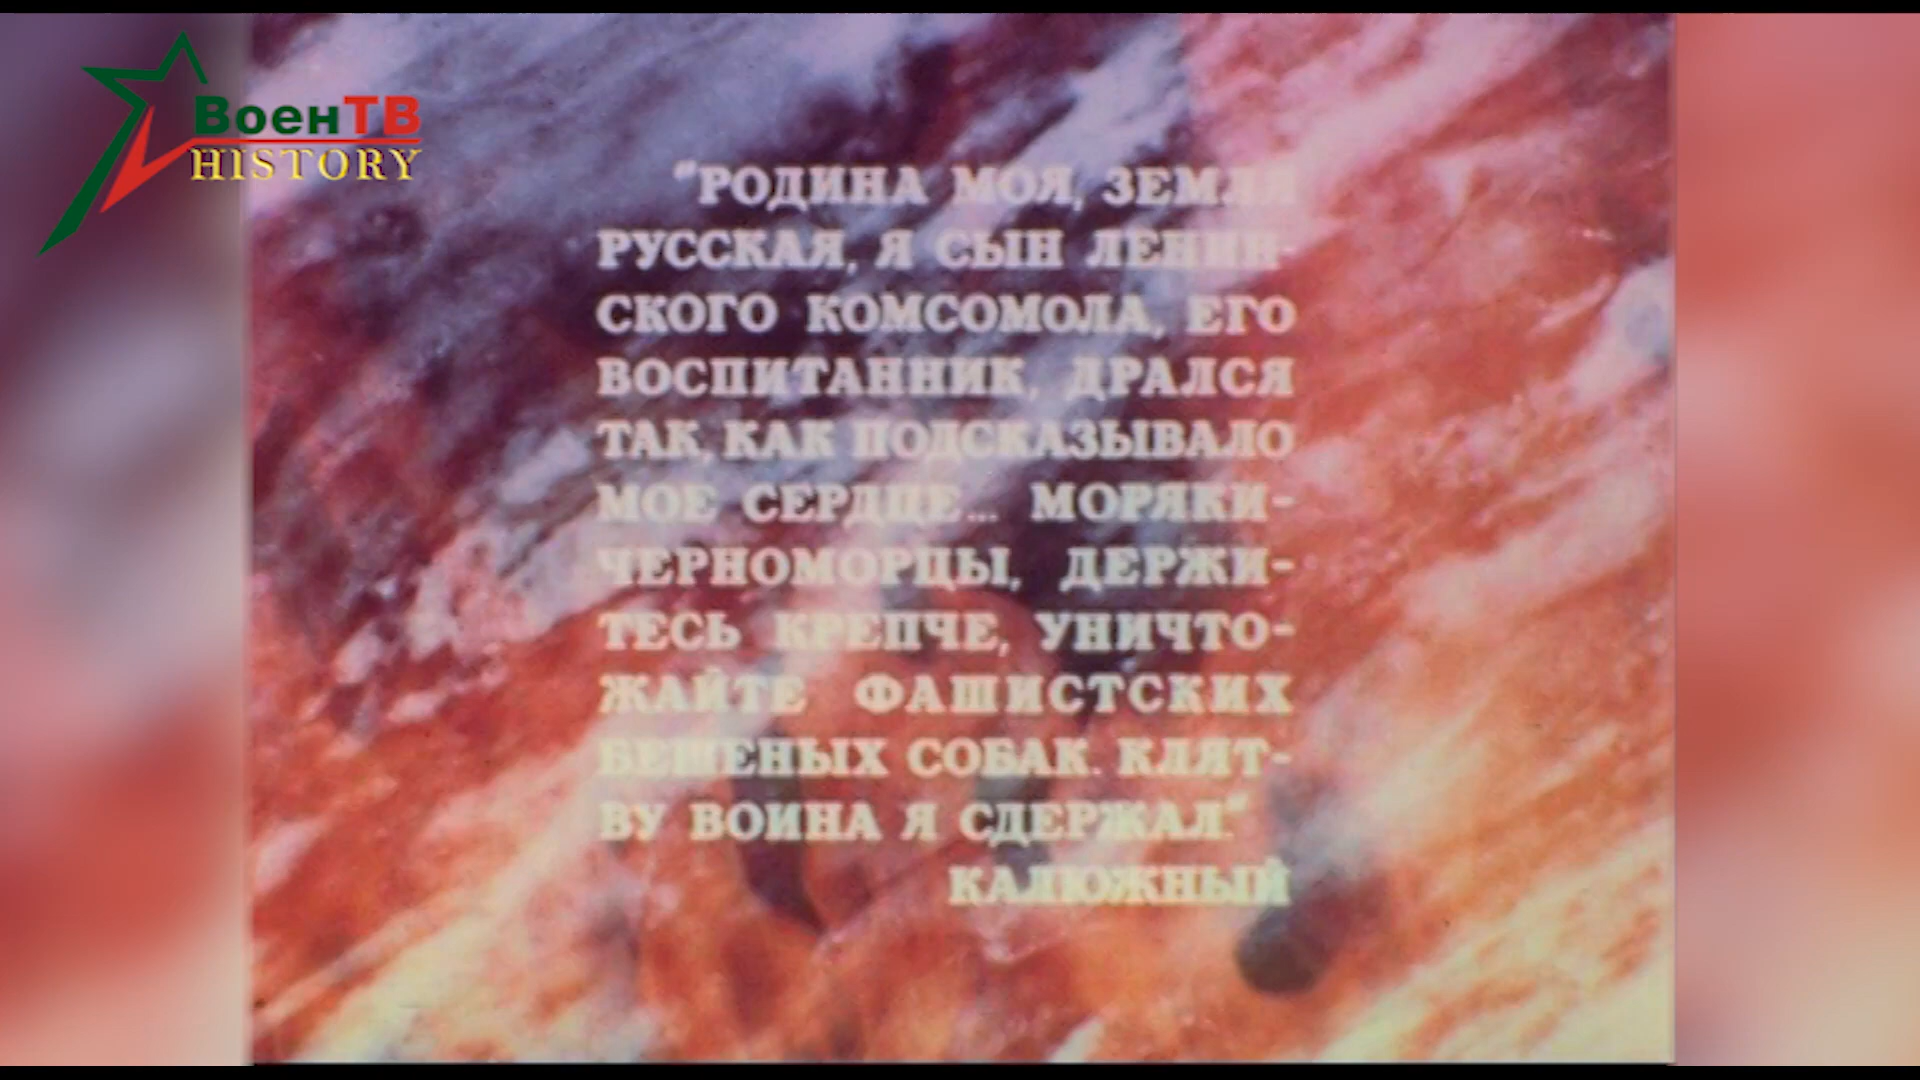 ВоенТВ
HISTORY
"РОДИНА МОЯ, ЗЕМЛЯ
РУССКАЯ, Я СЫН ЛЕНИН-
СКОГО КОМСОМОЛА, ЕГО
ВОСПИТАННИК, ДРАЛСЯ
ТАК, КАК ПОДСКАЗЫВАЛО
МОЕ СЕРДЦЕ... МОРЯКИ-
ЧЕРНОМОРЦЫ, ДЕРЖИ-
ТЕСЬ КРЕПЧЕ, УНИЧТО-
ЖАЙТЕ ФАШИСТСКИХ
БЕШЕНЫХ СОБАК. КЛЯТ-
ВУ ВОИНА Я СДЕРЖАЛ."
КАЛЮЖНЫЙ